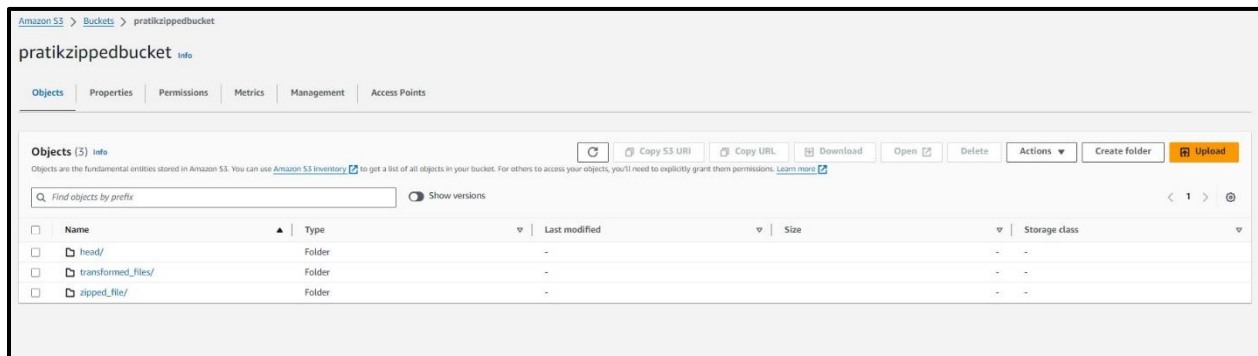 Amazon S3 > Buckets > pratikzippedbucket
pratikzippedbucket Info
Objects Properties Permissions Metrics Management Access Points
Objects (3) Info Copy S3 URI Copy URL Download Open Delete Actions Create folder Upload
Objects are the fundamental entities stored in Amazon S3. You can use Amazon S3 inventory to get a list of all objects in your bucket. For others to access your objects, you'll need to explicitly grant them permissions. Learn more
Find objects by prefix Show versions < 1 >
Name Type Last modified Size Storage class
head/ Folder - - -
transformed_files/ Folder - - -
zipped_file/ Folder - - -